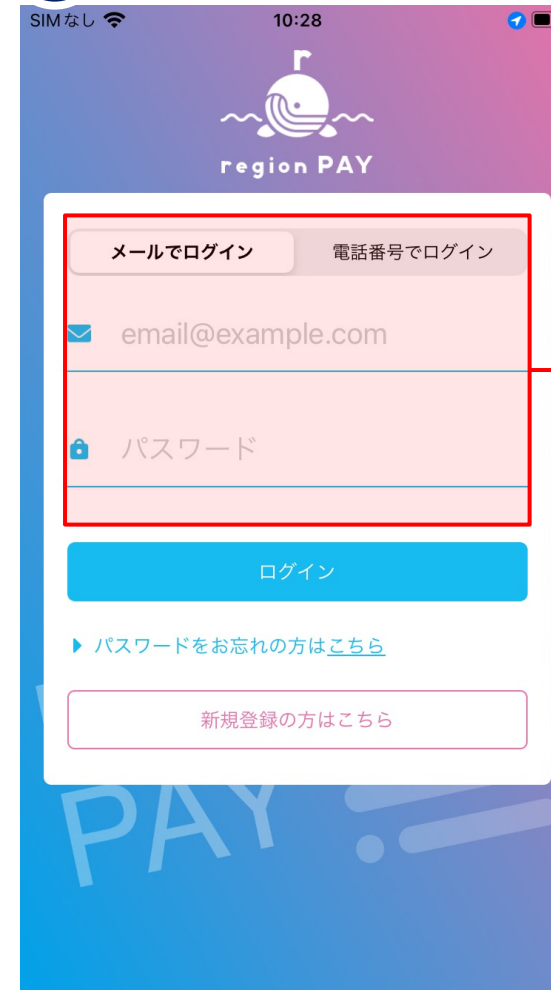 SIMなし
10:28
region PAY
メールでログイン
電話番号でログイン
email@example.com
パスワード
ログイン
パスワードをお忘れの方はこちら
新規登録の方はこちら
PAY